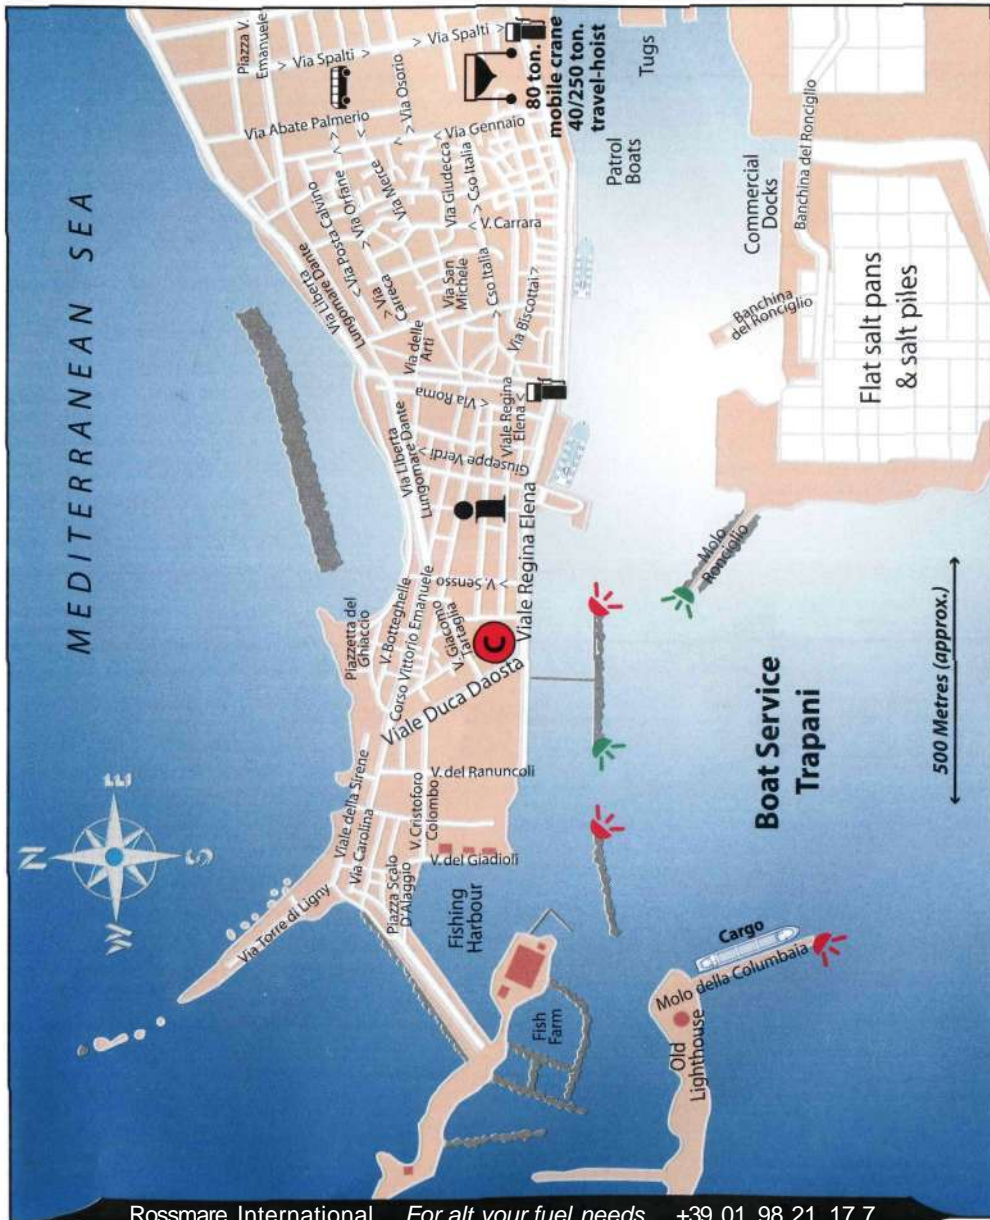 MEDITERRANEAN SEA
N
E
W
S
Piazza V.
Emanuele
> Via Spalti >
Via Spalti >
Via Abate Palmerio
> Via Osorio
Via Gennaio
80 ton.
mobile crane
40/250 ton.
travel-hoist
Tugs
Patrol
Boats
Via Liberta
Lungomare Dante
< Via Posta Calvino
> Via Orfane
Via Merce
Via Giudecca
> Cso Italia
< V. Carrara
> Via
Carreca
Via San
Michele
> Cso Italia
Via Biscottai >
Via delle
Arti
> Via Roma
Viale Regina
Elena <
Via Liberta
Lungomare Dante
Giuseppe Verdi >
Commercial
Docks
Banchina del Ronciglio
Banchina
del Ronciglio
Flat salt pans
& salt piles
Molo
Ronciglio
Viale Regina Elena
V. Sensso >
Piazzetta del
Ghiaccio
V. Botteghelle
Corso Vittorio Emanuele
V. Giacomo
Tartaglia
C
Viale Duca Daosta
V. del Ranuncoli
Viale della Sirene
Via Carolina
V. Cristoforo
Colombo
V. del Giadioli
Piazza Scalo
D'Alaggio
Via Torre di Ligny
Fishing
Harbour
Fish
Farm
Cargo
Molo della Columbaia
Old
Lighthouse
Boat Service
Trapani
500 Metres (approx.)
Rossmare International For alt your fuel needs +39 01 98 21 17 7